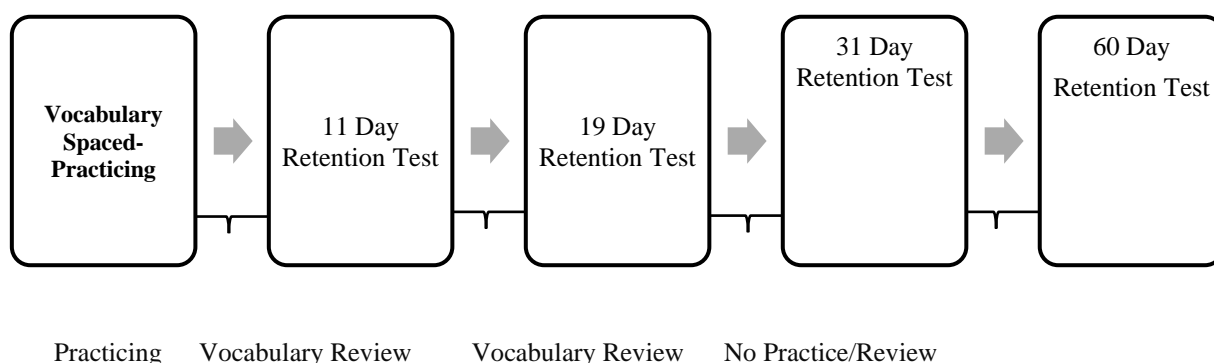 Vocabulary
Spaced-
Practicing
11 Day
Retention Test
19 Day
Retention Test
31 Day
Retention Test
60 Day
Retention Test
Practicing Vocabulary Review Vocabulary Review No Practice/Review